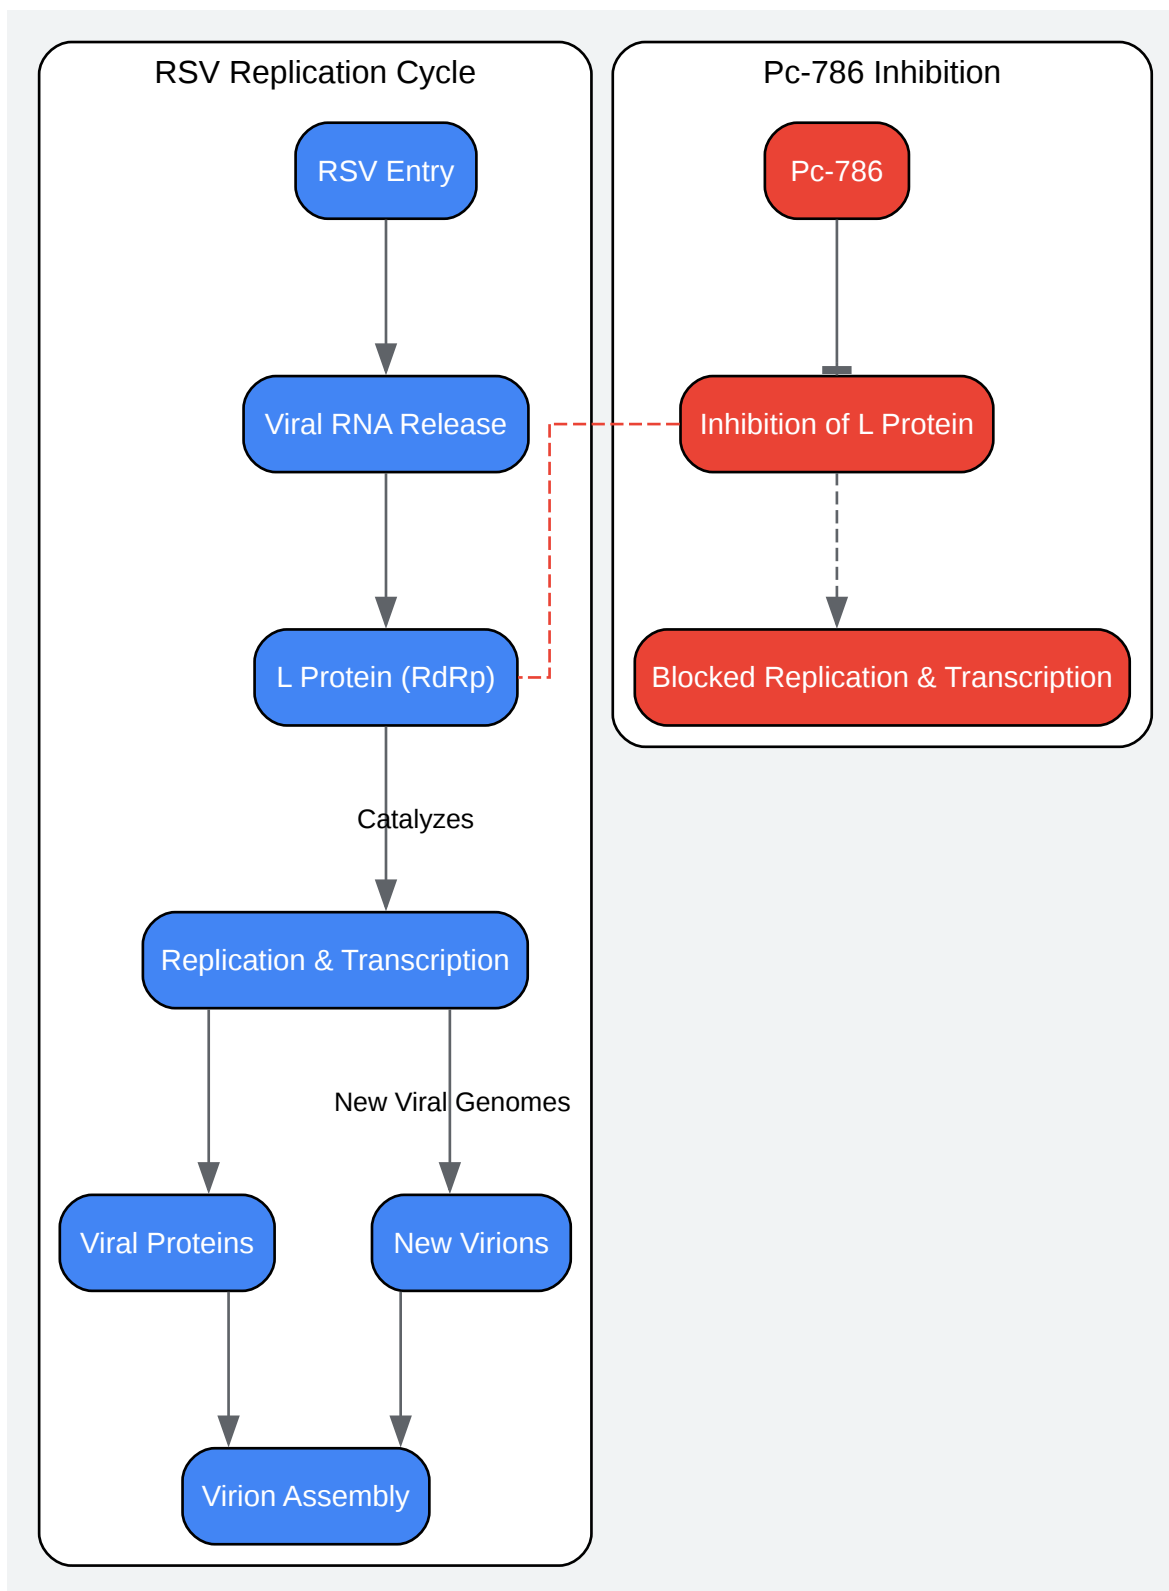 RSV Replication Cycle
RSV Entry
Viral RNA Release
L Protein (RdRp)
Catalyzes
Replication & Transcription
New Viral Genomes
Viral Proteins
New Virions
Virion Assembly
Pc-786 Inhibition
Pc-786
Inhibition of L Protein
Blocked Replication & Transcription